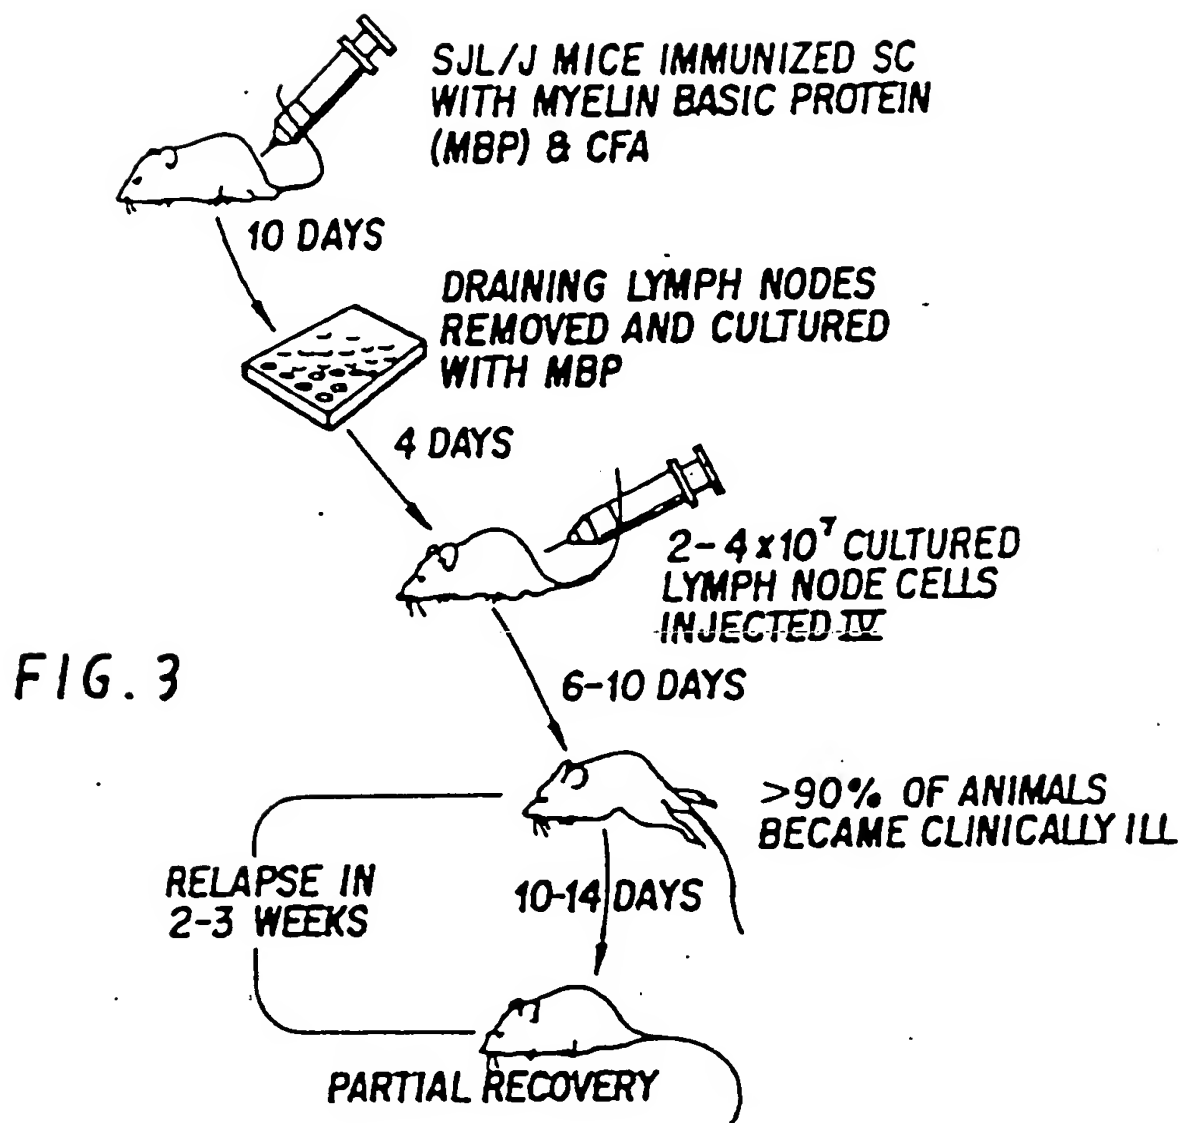 SJL/J MICE IMMUNIZED SC
WITH MYELIN BASIC PROTEIN
(MBP) & CFA
10 DAYS
DRAINING LYMPH NODES
REMOVED AND CULTURED
WITH MBP
4 DAYS
2-4x10⁷ CULTURED
LYMPH NODE CELLS
INJECTED IV
FIG. 3
6-10 DAYS
>90% OF ANIMALS
BECAME CLINICALLY ILL
RELAPSE IN
2-3 WEEKS
10-14 DAYS
PARTIAL RECOVERY